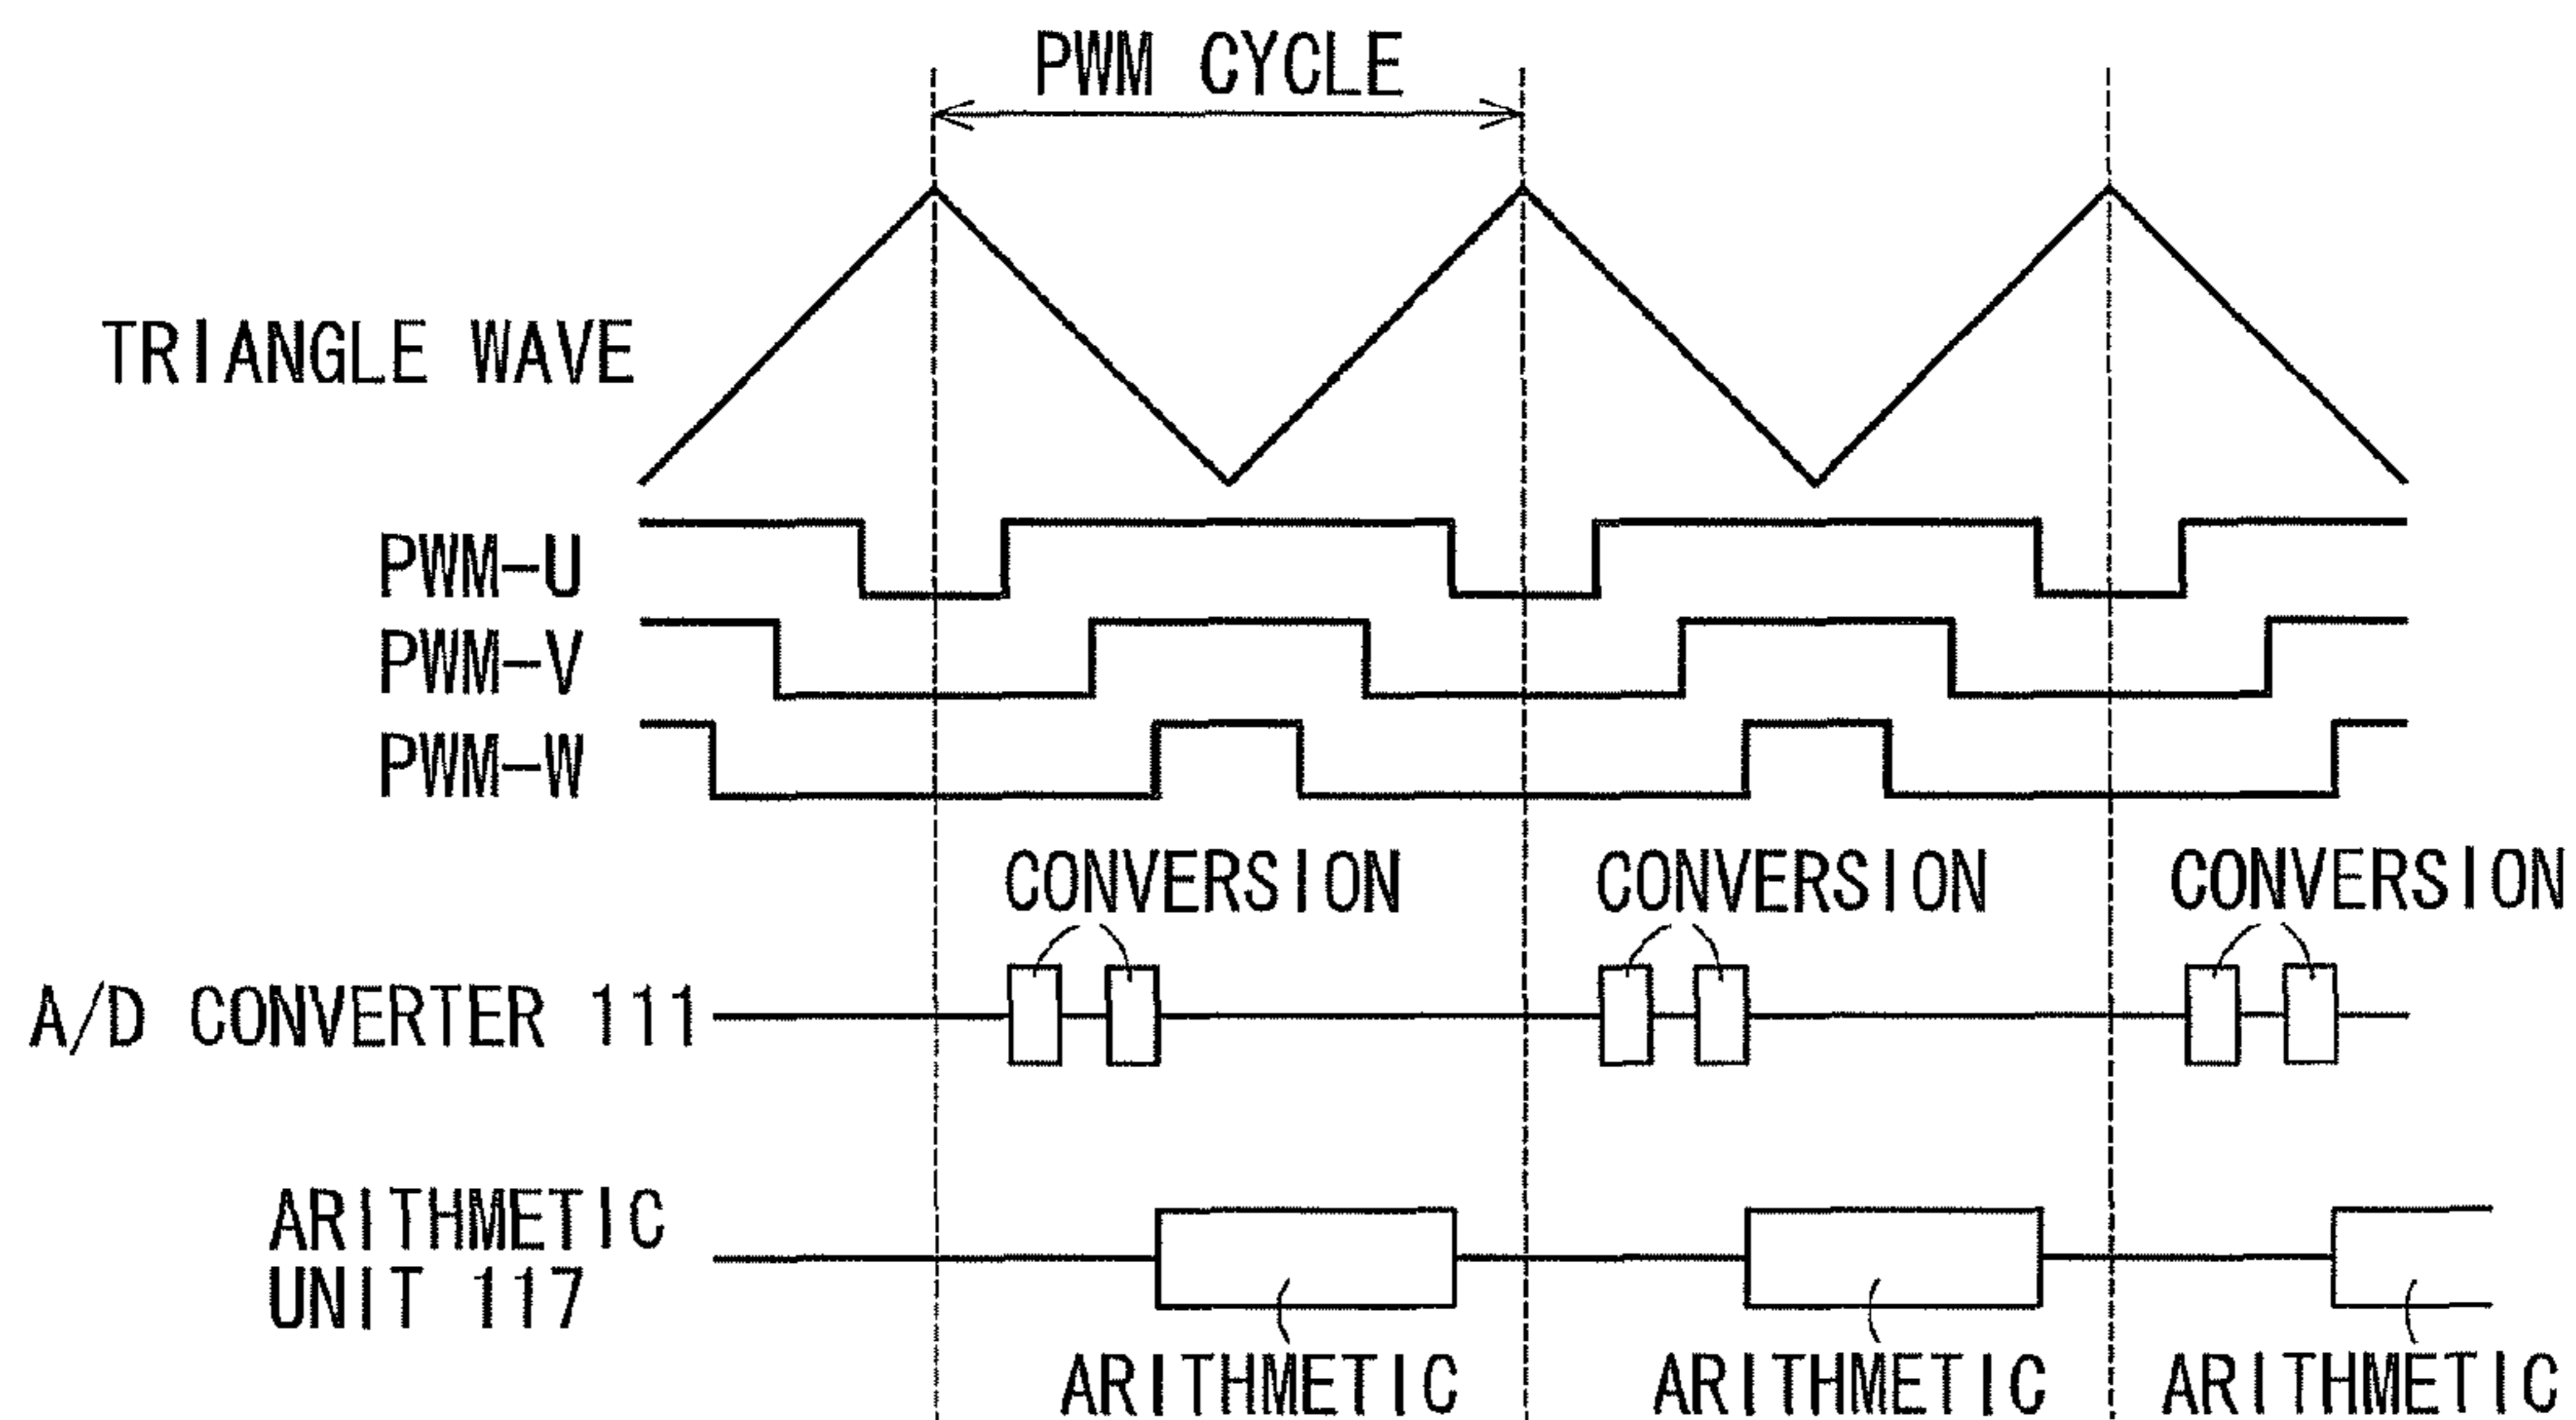 PWM CYCLE
TRIANGLE WAVE
PWM-U
PWM-V
PWM-W
CONVERSION CONVERSION CONVERSION
A/D CONVERTER 111
ARITHMETIC
UNIT 117
ARITHMETIC ARITHMETIC ARITHMETIC